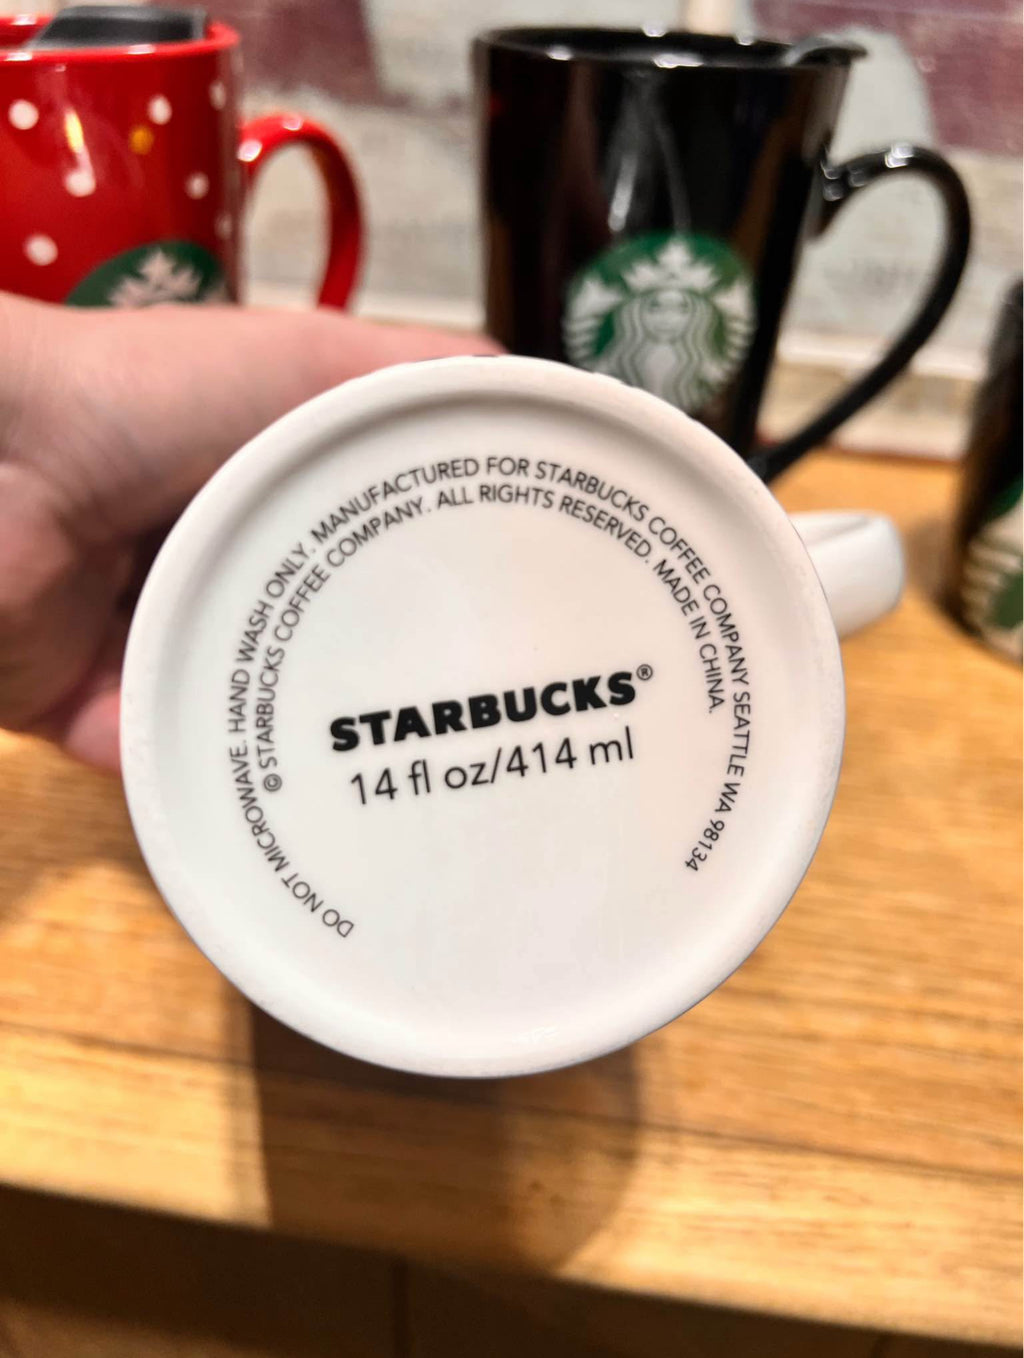 DO NOT MICROWAVE. HAND WASH ONLY. MANUFACTURED FOR STARBUCKS COFFEE COMPANY SEATTLE WA 98134
© STARBUCKS COFFEE COMPANY. ALL RIGHTS RESERVED. MADE IN CHINA.
STARBUCKS®
14 fl oz/414 ml